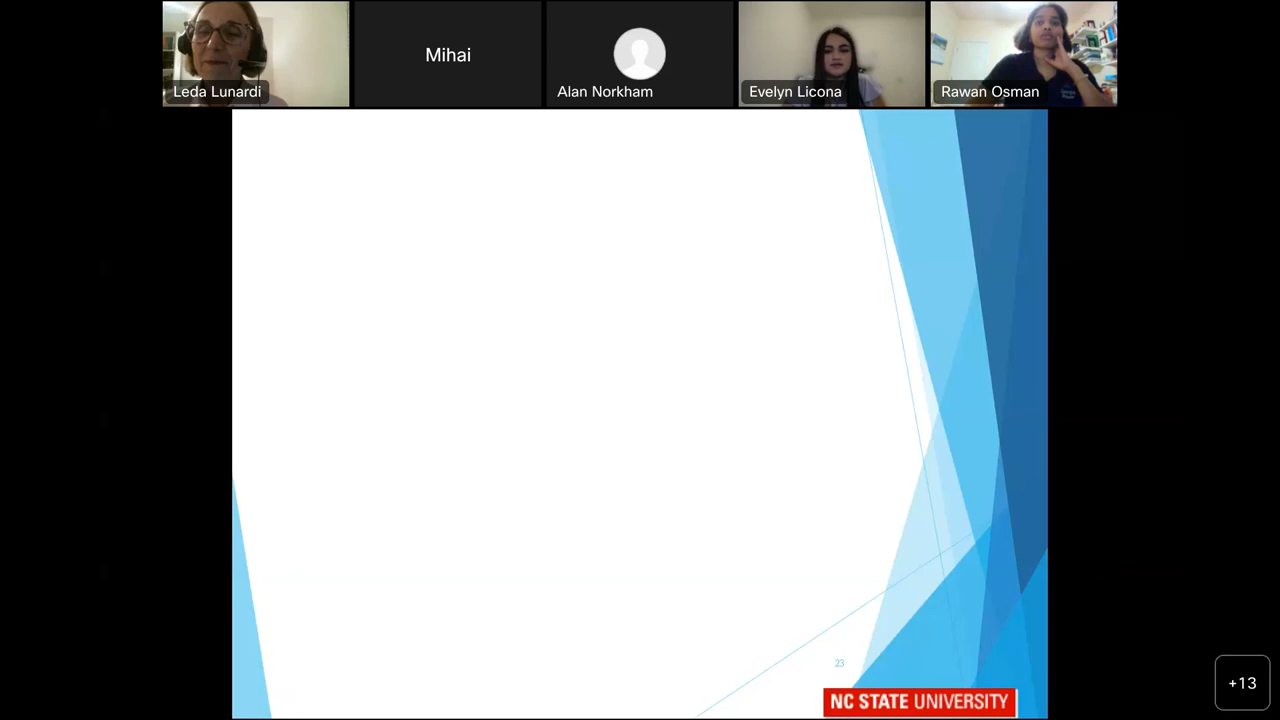 Leda Lunardi
Mihai
Alan Norkham
Evelyn Licona
Rawan Osman
23
NC STATE UNIVERSITY
+13